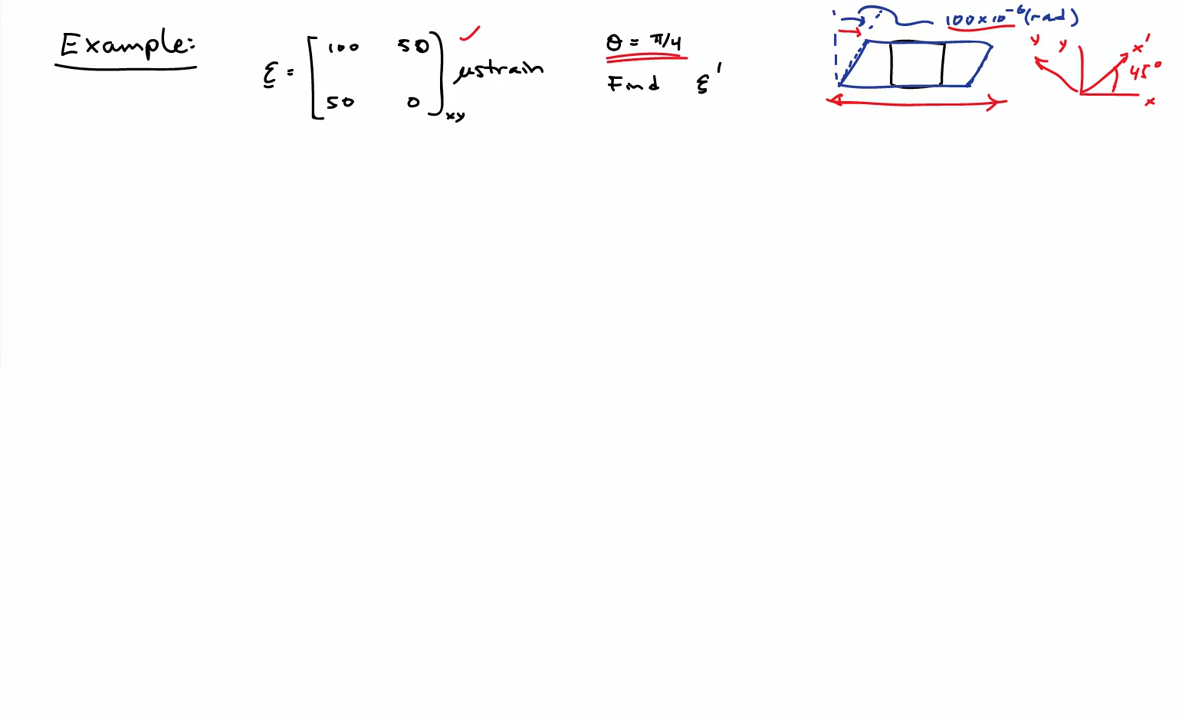 Example:
ε = [100 50
50 0]xy μstrain
θ = π/4
Find ε'
100×10⁻⁶(rad)
y y x'
45°
x